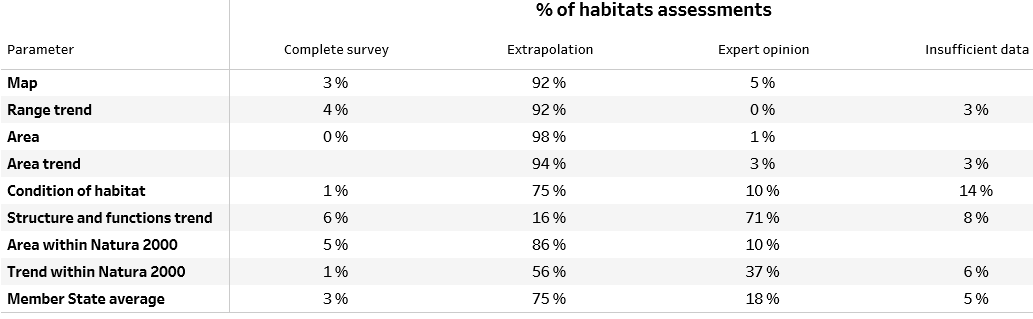 % of habitats assessments
Parameter Complete survey Extrapolation Expert opinion Insufficient data
Map 3 % 92 % 5 %
Range trend 4 % 92 % 0 % 3 %
Area 0 % 98 % 1 %
Area trend 94 % 3 % 3 %
Condition of habitat 1 % 75 % 10 % 14 %
Structure and functions trend 6 % 16 % 71 % 8 %
Area within Natura 2000 5 % 86 % 10 %
Trend within Natura 2000 1 % 56 % 37 % 6 %
Member State average 3 % 75 % 18 % 5 %